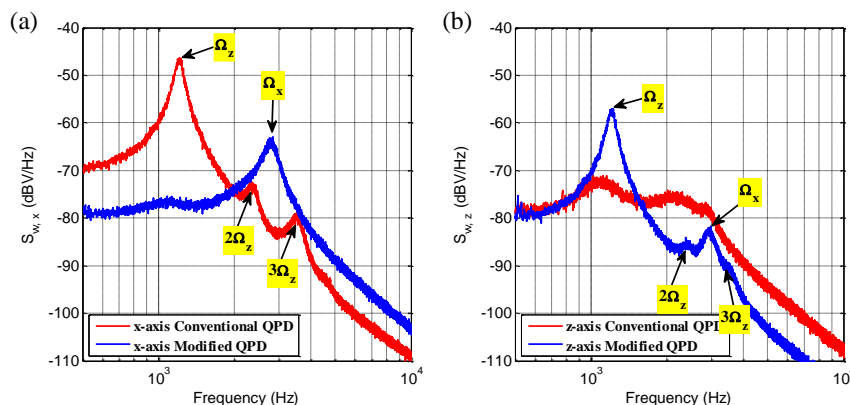 (a)
-40
-50
-60
-70
-80
-90
-100
-110
S_{w, x} (dBV/Hz)
Ω_z
Ω_x
2Ω_z
3Ω_z
x-axis Conventional QPD
x-axis Modified QPD
10^3
10^4
Frequency (Hz)
(b)
-40
-50
-60
-70
-80
-90
-100
-110
S_{w, z} (dBV/Hz)
Ω_z
Ω_x
2Ω_z
3Ω_z
z-axis Conventional QPD
z-axis Modified QPD
10^3
10
Frequency (Hz)